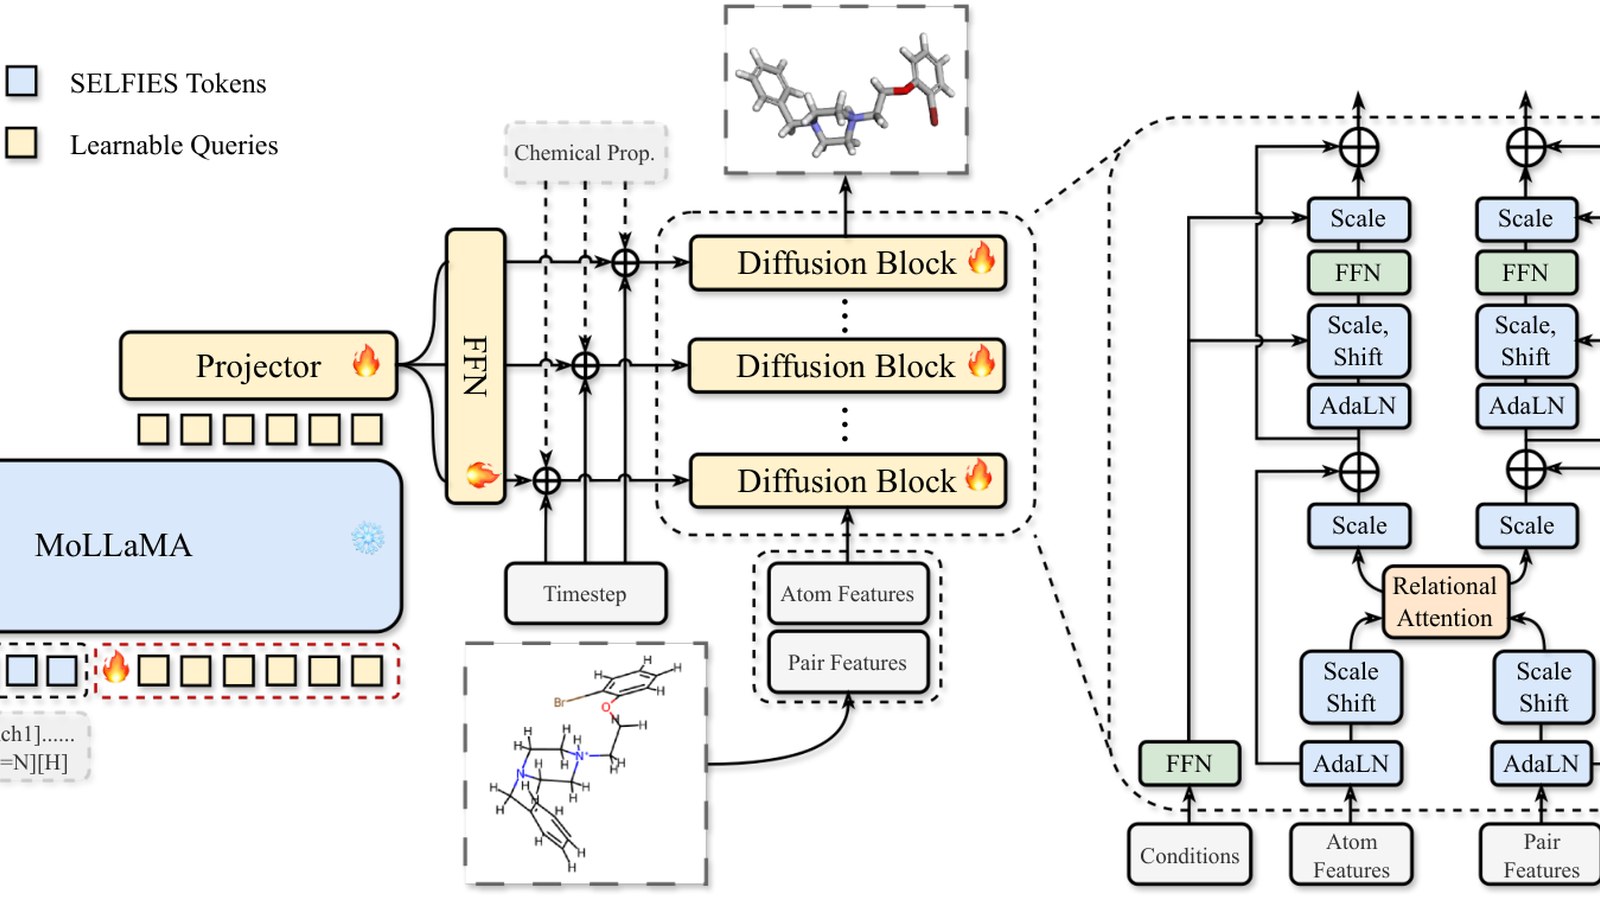 SELFIES Tokens
Learnable Queries
Chemical Prop.
Projector
FFN
MoLLaMA
ch1]......
=N][H]
Timestep
Diffusion Block
Diffusion Block
Diffusion Block
Atom Features
Pair Features
H
H
H
H
Br
O
H
H
H
H
H
N+
H
H
H
H
N
H
H
H
H
H
H
H
H
H
H
Scale
FFN
Scale,
Shift
AdaLN
Scale
Scale
FFN
Scale,
Shift
AdaLN
Scale
Relational
Attention
Scale
Shift
AdaLN
Scale
Shift
AdaLN
FFN
Conditions
Atom
Features
Pair
Features